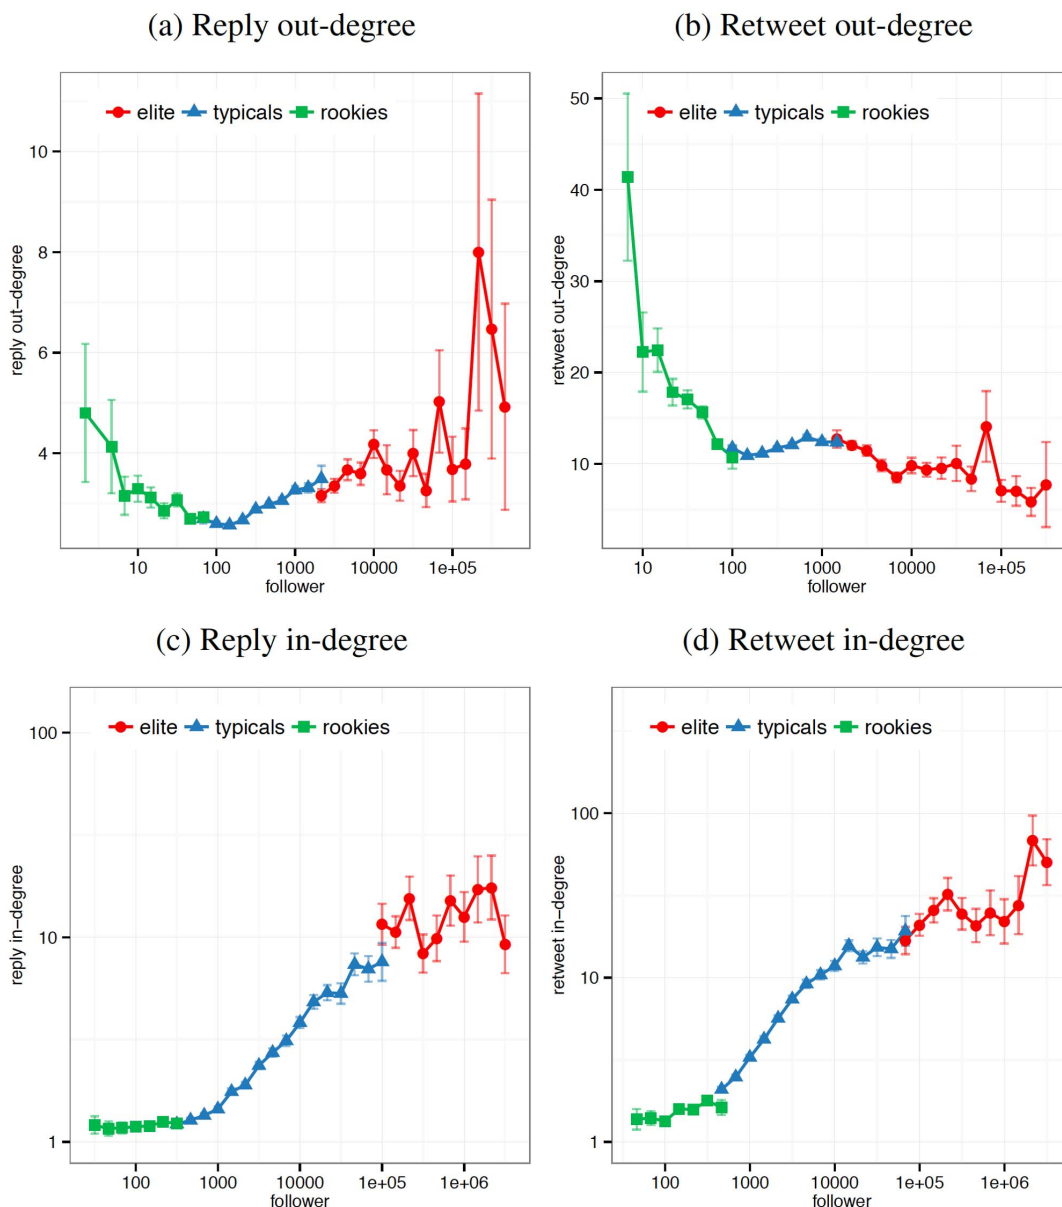 (a) Reply out-degree
(b) Retweet out-degree
elite typicals rookies
10
8
6
4
reply out−degree
10 100 1000 10000 1e+05
follower
elite typicals rookies
50
40
30
20
10
retweet out−degree
10 100 1000 10000 1e+05
follower
(c) Reply in-degree
(d) Retweet in-degree
elite typicals rookies
100
10
1
reply in−degree
100 1000 10000 1e+05 1e+06
follower
elite typicals rookies
100
10
1
retweet in−degree
100 1000 10000 1e+05 1e+06
follower